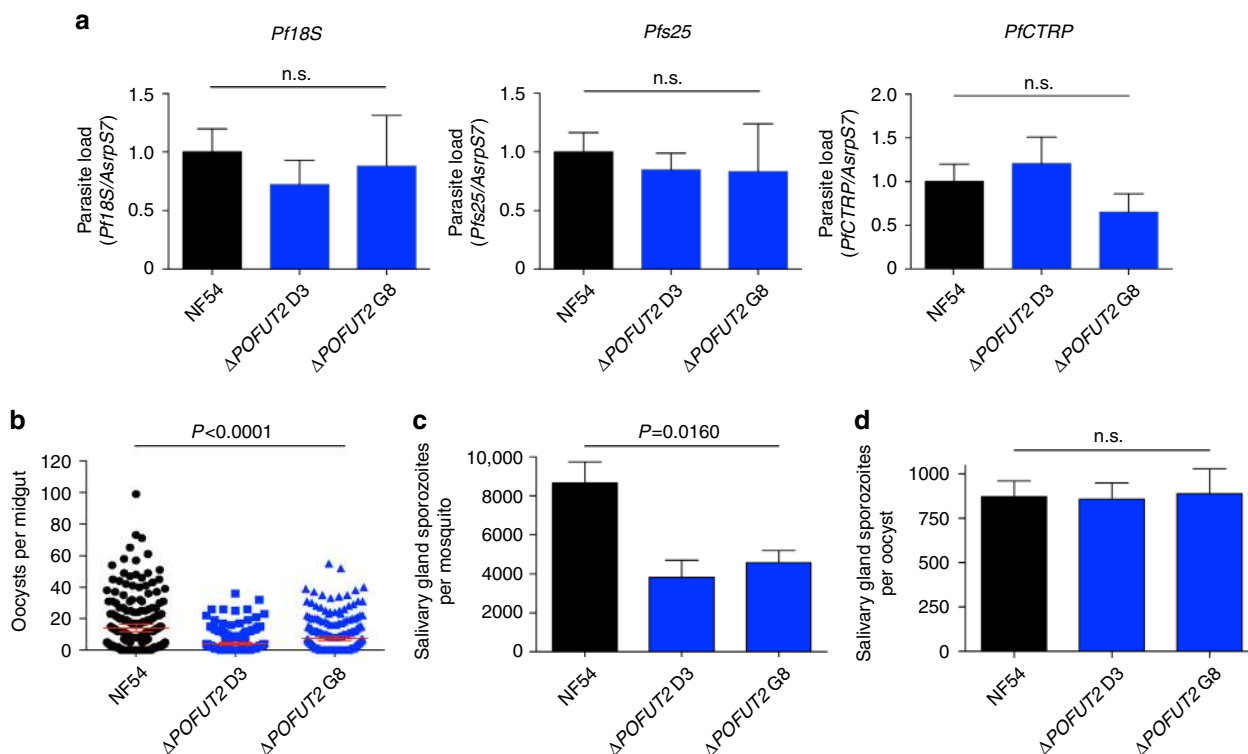 a
Pf18S
Pfs25
PfCTRP
n.s.
n.s.
n.s.
Parasite load
(Pf18S/AsrpS7)
1.5
1.0
0.5
0
NF54
ΔPOFUT2 D3
ΔPOFUT2 G8
Parasite load
(Pfs25/AsrpS7)
1.5
1.0
0.5
0
NF54
ΔPOFUT2 D3
ΔPOFUT2 G8
Parasite load
(PfCTRP/AsrpS7)
2.0
1.5
1.0
0.5
0
NF54
ΔPOFUT2 D3
ΔPOFUT2 G8
b
P<0.0001
Oocysts per midgut
120
100
80
60
40
20
0
NF54
ΔPOFUT2 D3
ΔPOFUT2 G8
c
P=0.0160
Salivary gland sporozoites
per mosquito
10,000
8000
6000
4000
2000
0
NF54
ΔPOFUT2 D3
ΔPOFUT2 G8
d
n.s.
Salivary gland sporozoites
per oocyst
1000
750
500
250
0
NF54
ΔPOFUT2 D3
ΔPOFUT2 G8